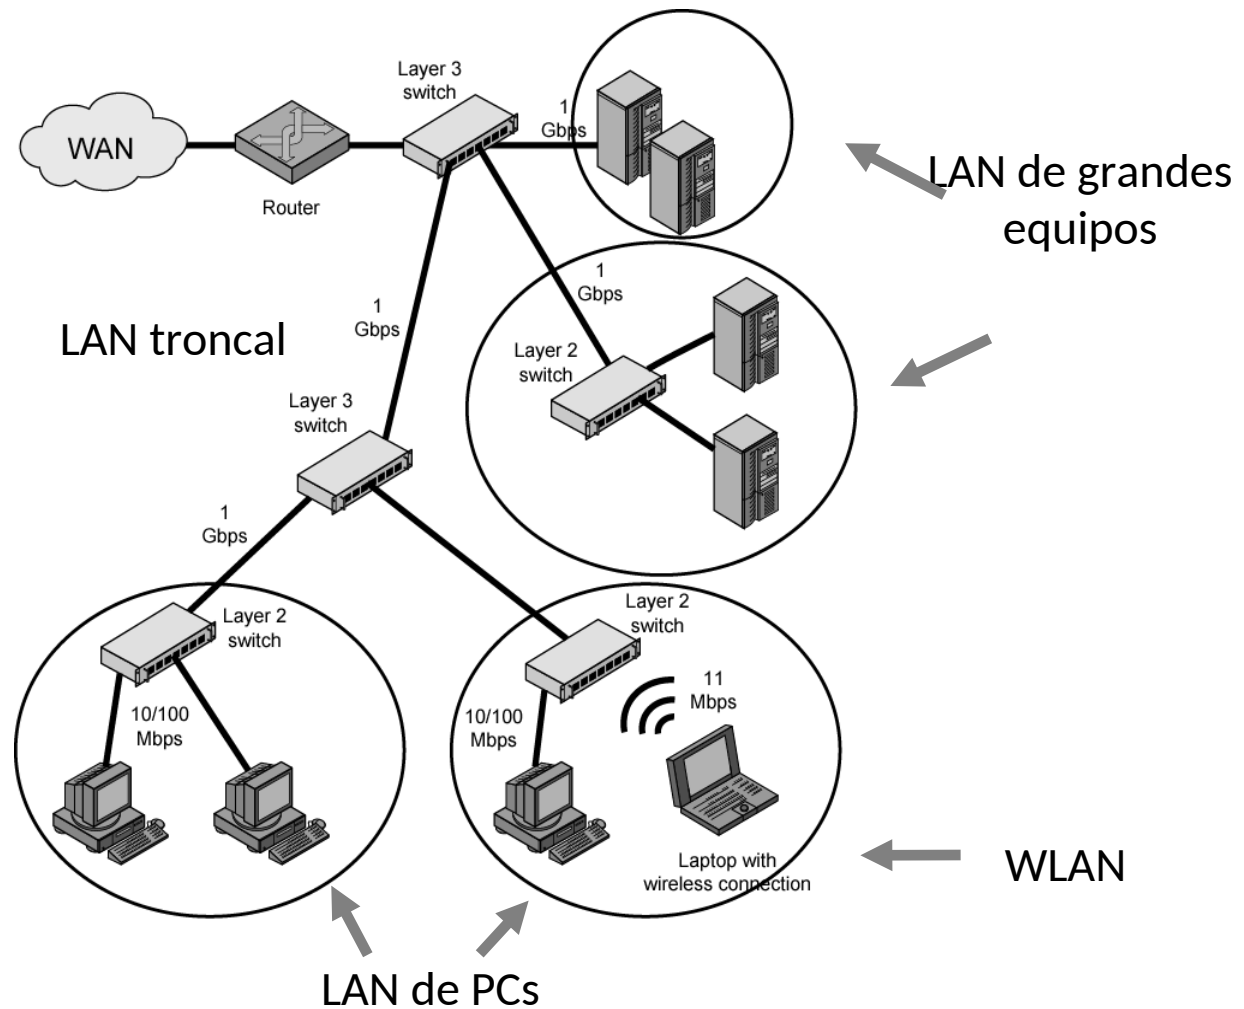 Layer 3
switch
1
Gbps
WAN
Router
LAN de grandes
equipos
1
Gbps
1
Gbps
LAN troncal
Layer 2
switch
Layer 3
switch
1
Gbps
Layer 2
switch
Layer 2
switch
10/100
Mbps
10/100
Mbps
11
Mbps
Laptop with
wireless connection
WLAN
LAN de PCs